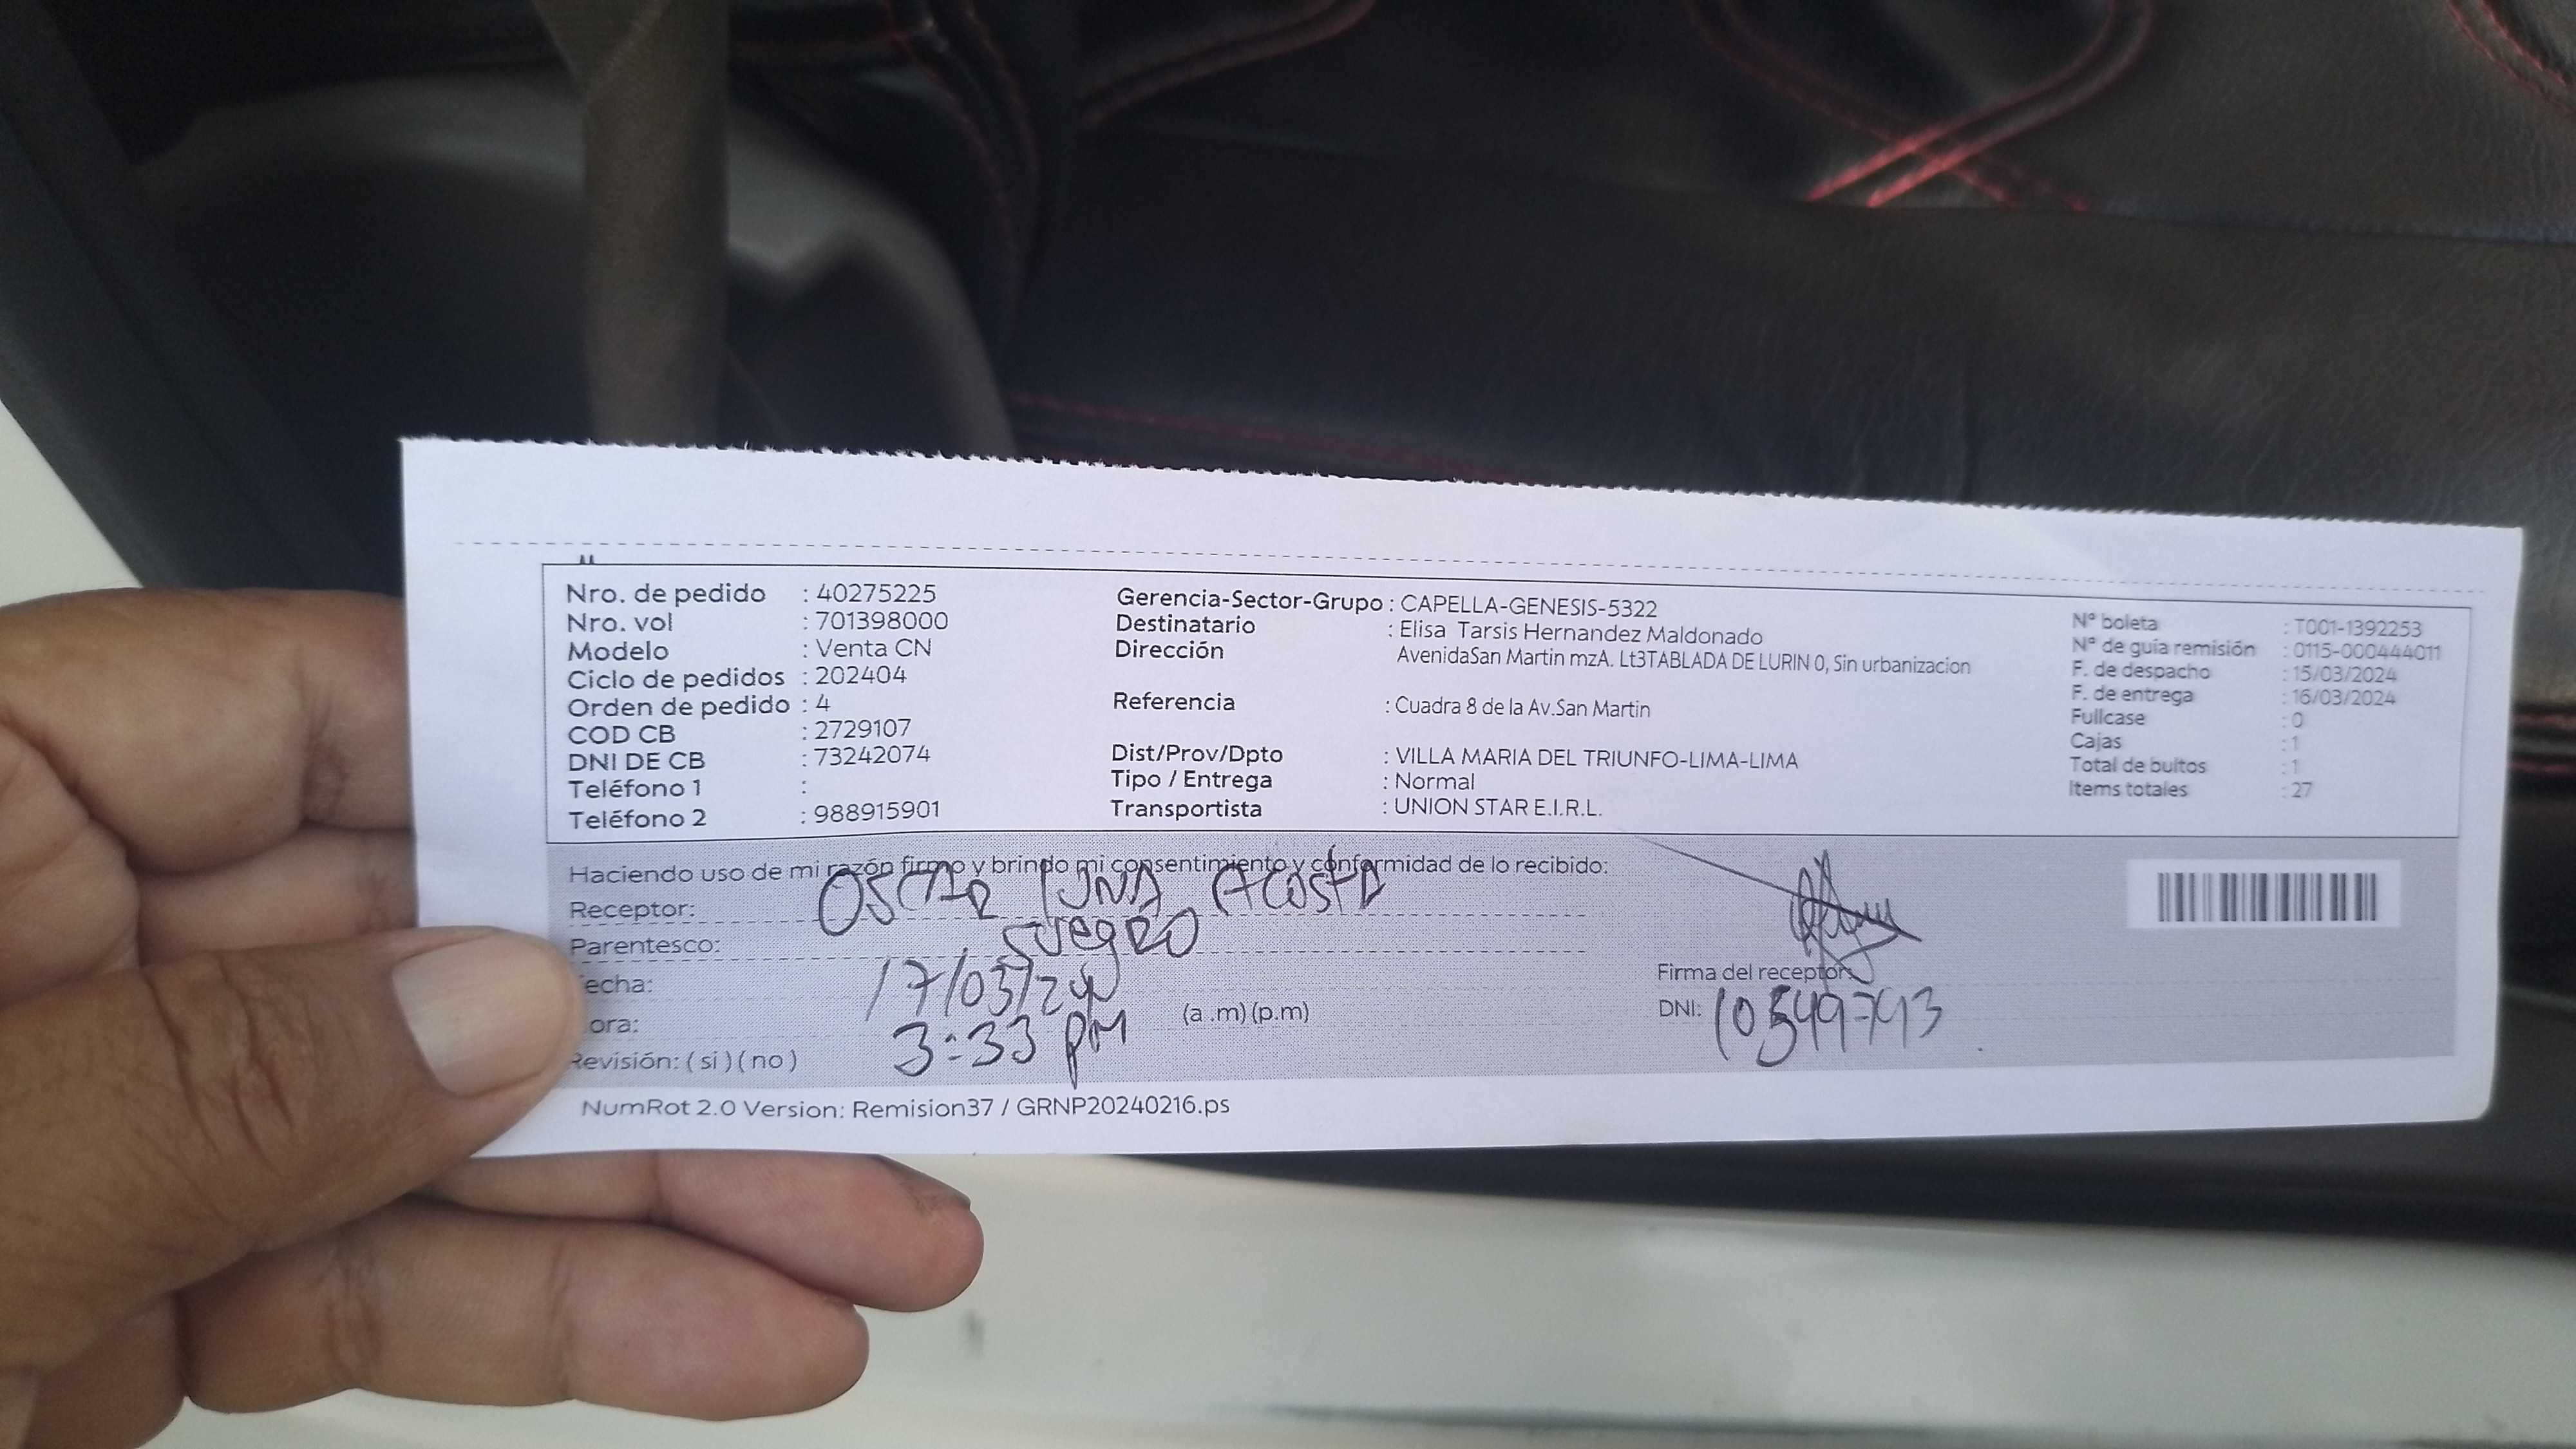 Nro. de pedido : 40275225
Nro. vol : 701398000
Modelo : Venta CN
Ciclo de pedidos : 202404
Orden de pedido : 4
COD CB : 2729107
DNI DE CB : 73242074
Teléfono 1 :
Teléfono 2 : 988915901
Gerencia-Sector-Grupo : CAPELLA-GENESIS-5322
Destinatario : Elisa Tarsis Hernandez Maldonado
Dirección AvenidaSan Martin mzA. Lt3TABLADA DE LURIN 0, Sin urbanizacion
Referencia : Cuadra 8 de la Av.San Martin
Dist/Prov/Dpto : VILLA MARIA DEL TRIUNFO-LIMA-LIMA
Tipo / Entrega : Normal
Transportista : UNION STAR E.I.R.L.
Nº boleta : T001-1392253
Nº de guía remisión : 0115-000444011
F. de despacho : 15/03/2024
F. de entrega : 16/03/2024
Fullcase : 0
Cajas : 1
Total de bultos : 1
Items totales : 27
Haciendo uso de mi razón firmo y brindo mi consentimiento y conformidad de lo recibido:
Receptor: OSCAR LUNA ACOSTA
Parentesco: SUEGRO
echa: 17/03/24
ora: 3:33 PM (a .m) (p.m)
Revisión: ( si ) ( no )
Firma del receptor:
DNI: 10549793
NumRot 2.0 Version: Remision37 / GRNP20240216.ps